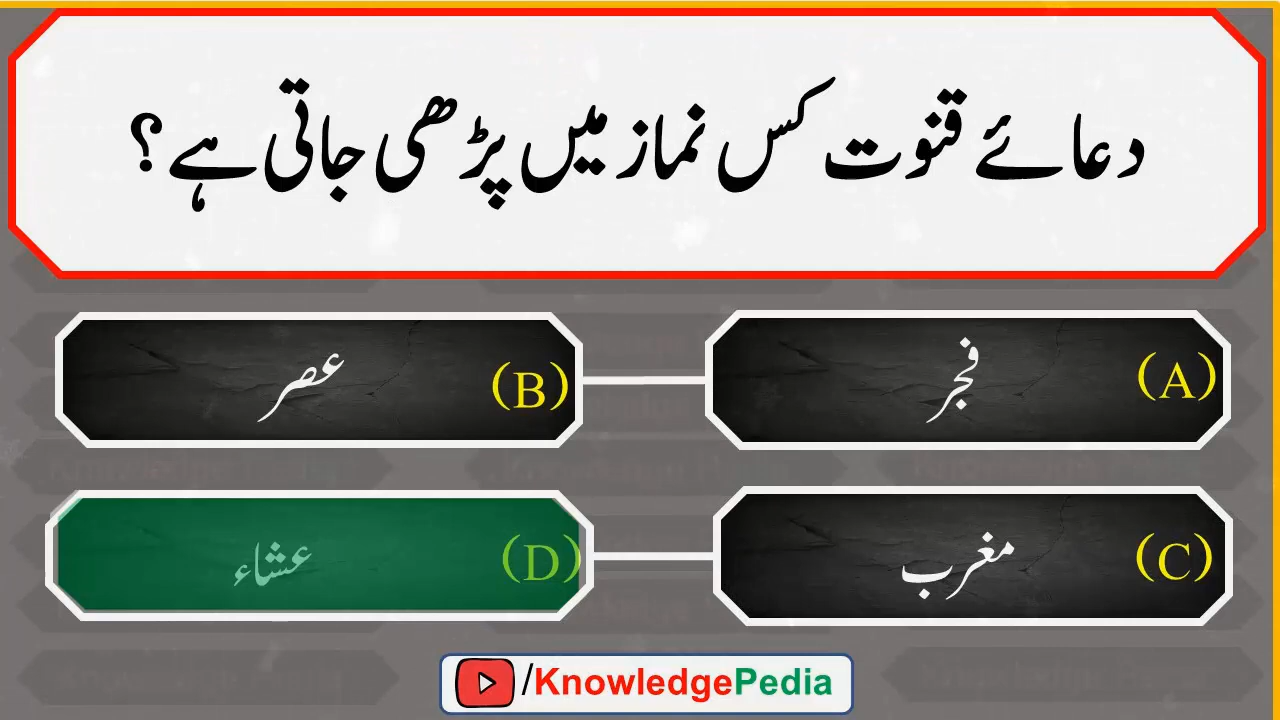 دعائے قنوت کس نماز میں پڑھی جاتی ہے؟
(A) فجر
(B) عصر
(C) مغرب
(D) عشاء
/KnowledgePedia